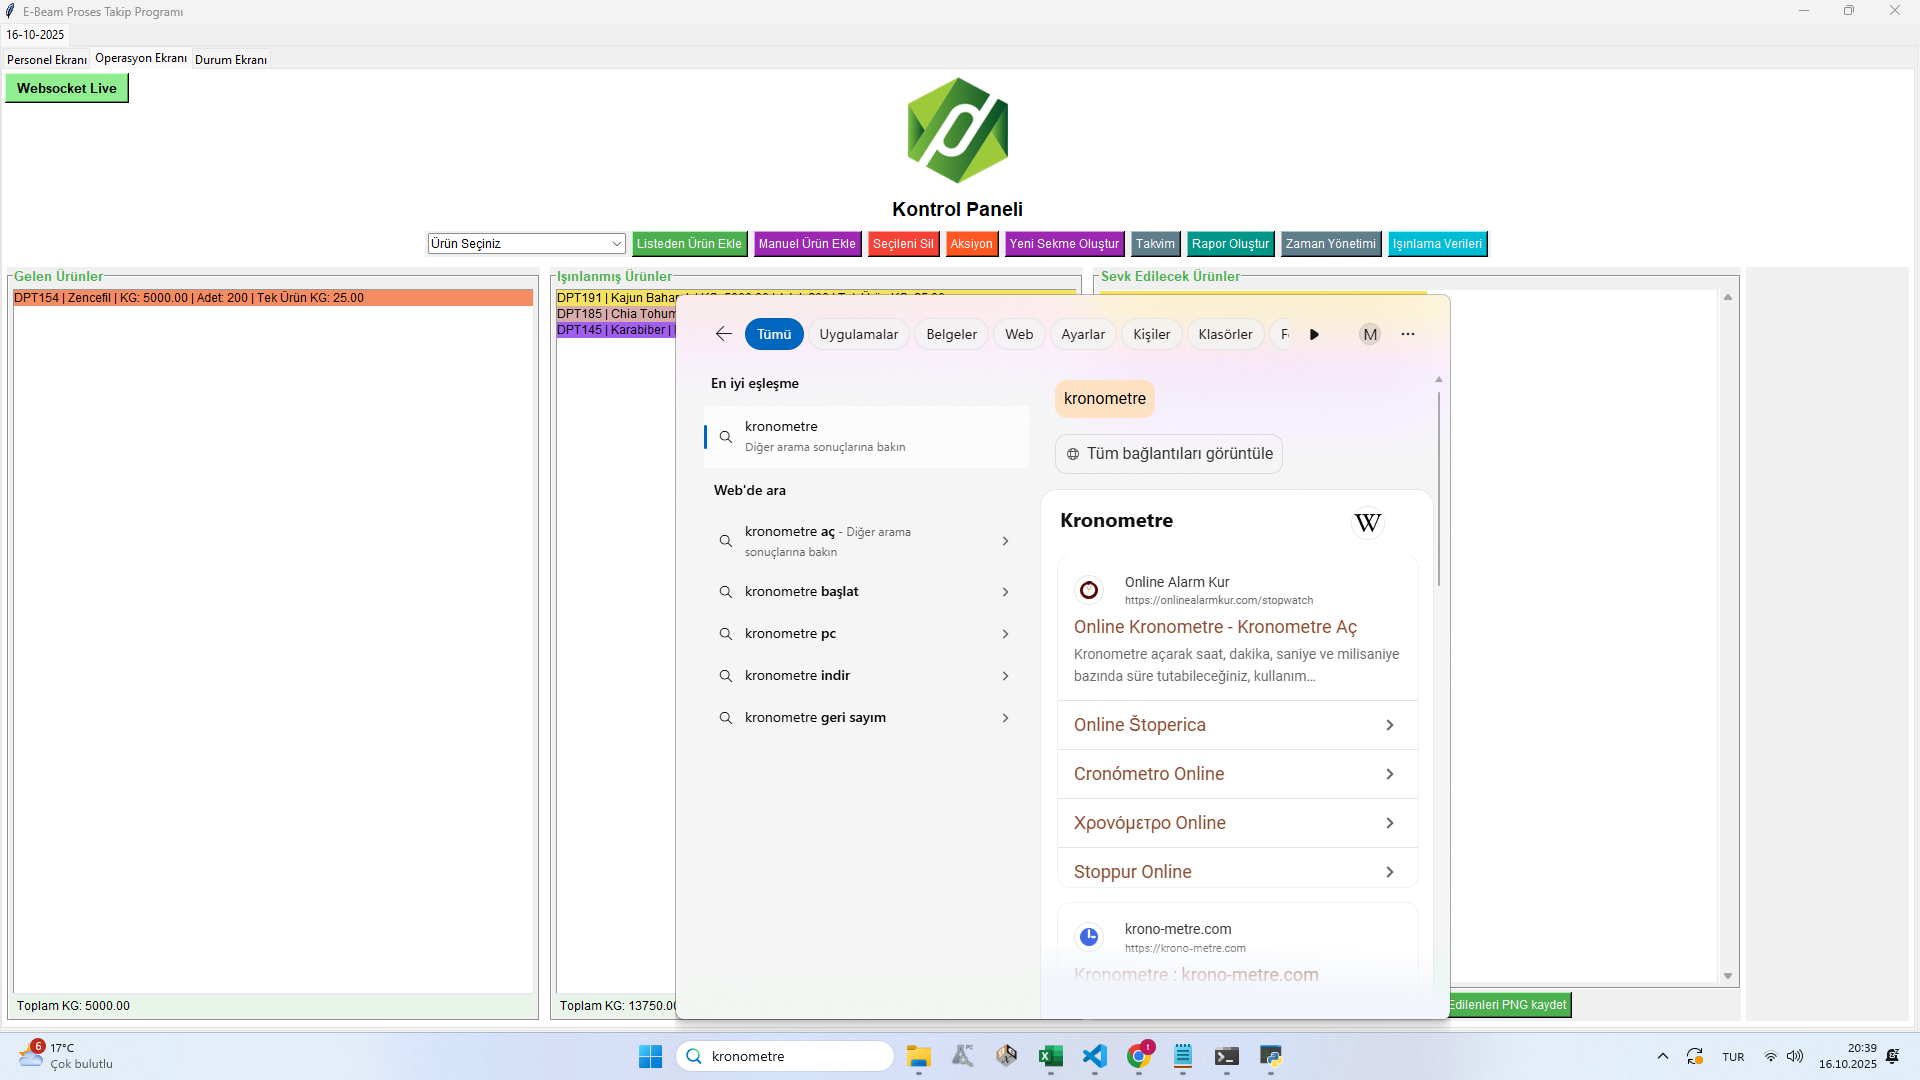 E-Beam Proses Takip Programı
16-10-2025
Personel Ekranı Operasyon Ekranı Durum Ekranı
Websocket Live
Kontrol Paneli
Ürün Seçiniz Listeden Ürün Ekle Manuel Ürün Ekle Seçileni Sil Aksiyon Yeni Sekme Oluştur Takvim Rapor Oluştur Zaman Yönetimi Işınlama Verileri
Gelen Ürünler
DPT154 | Zencefil | KG: 5000.00 | Adet: 200 | Tek Ürün KG: 25.00
Toplam KG: 5000.00
Işınlanmış Ürünler
DPT191 | Kajun Bahar
DPT185 | Chia Tohum
DPT145 | Karabiber |
Toplam KG: 13750.00
Sevk Edilecek Ürünler
Edilenleri PNG kaydet
Tümü Uygulamalar Belgeler Web Ayarlar Kişiler Klasörler F M
En iyi eşleşme
kronometre
Diğer arama sonuçlarına bakın
Web'de ara
kronometre aç - Diğer arama
sonuçlarına bakın
kronometre başlat
kronometre pc
kronometre indir
kronometre geri sayım
kronometre
Tüm bağlantıları görüntüle
Kronometre W
Online Alarm Kur
https://onlinealarmkur.com/stopwatch
Online Kronometre - Kronometre Aç
Kronometre açarak saat, dakika, saniye ve milisaniye
bazında süre tutabileceğiniz, kullanım...
Online Štoperica
Cronómetro Online
Χρονόμετρο Online
Stoppur Online
krono-metre.com
https://krono-metre.com
Kronometre : krono-metre.com
6 17°C
Çok bulutlu
kronometre
TUR
20:39
16.10.2025